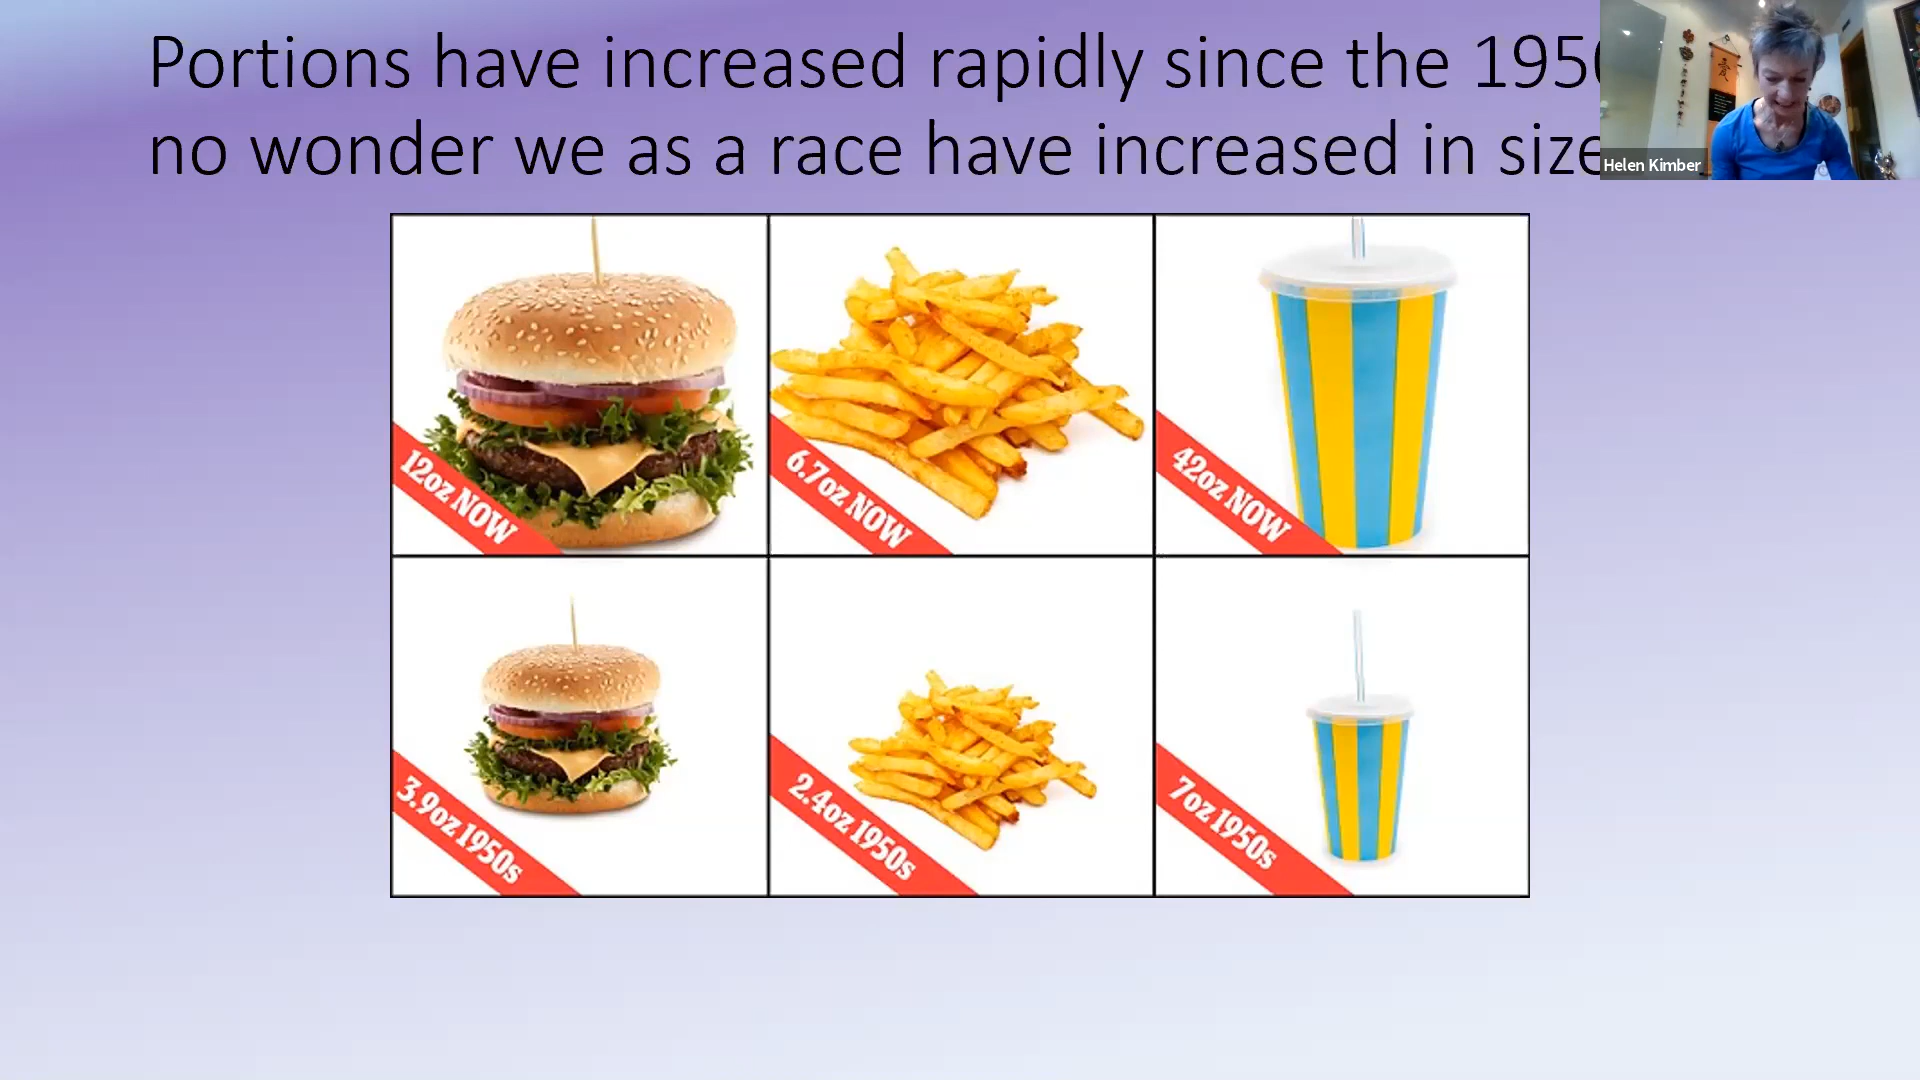 Portions have increased rapidly since the 195
no wonder we as a race have increased in size
Helen Kimber
12oz NOW
6.7oz NOW
42oz NOW
3.9oz 1950s
2.4oz 1950s
7oz 1950s